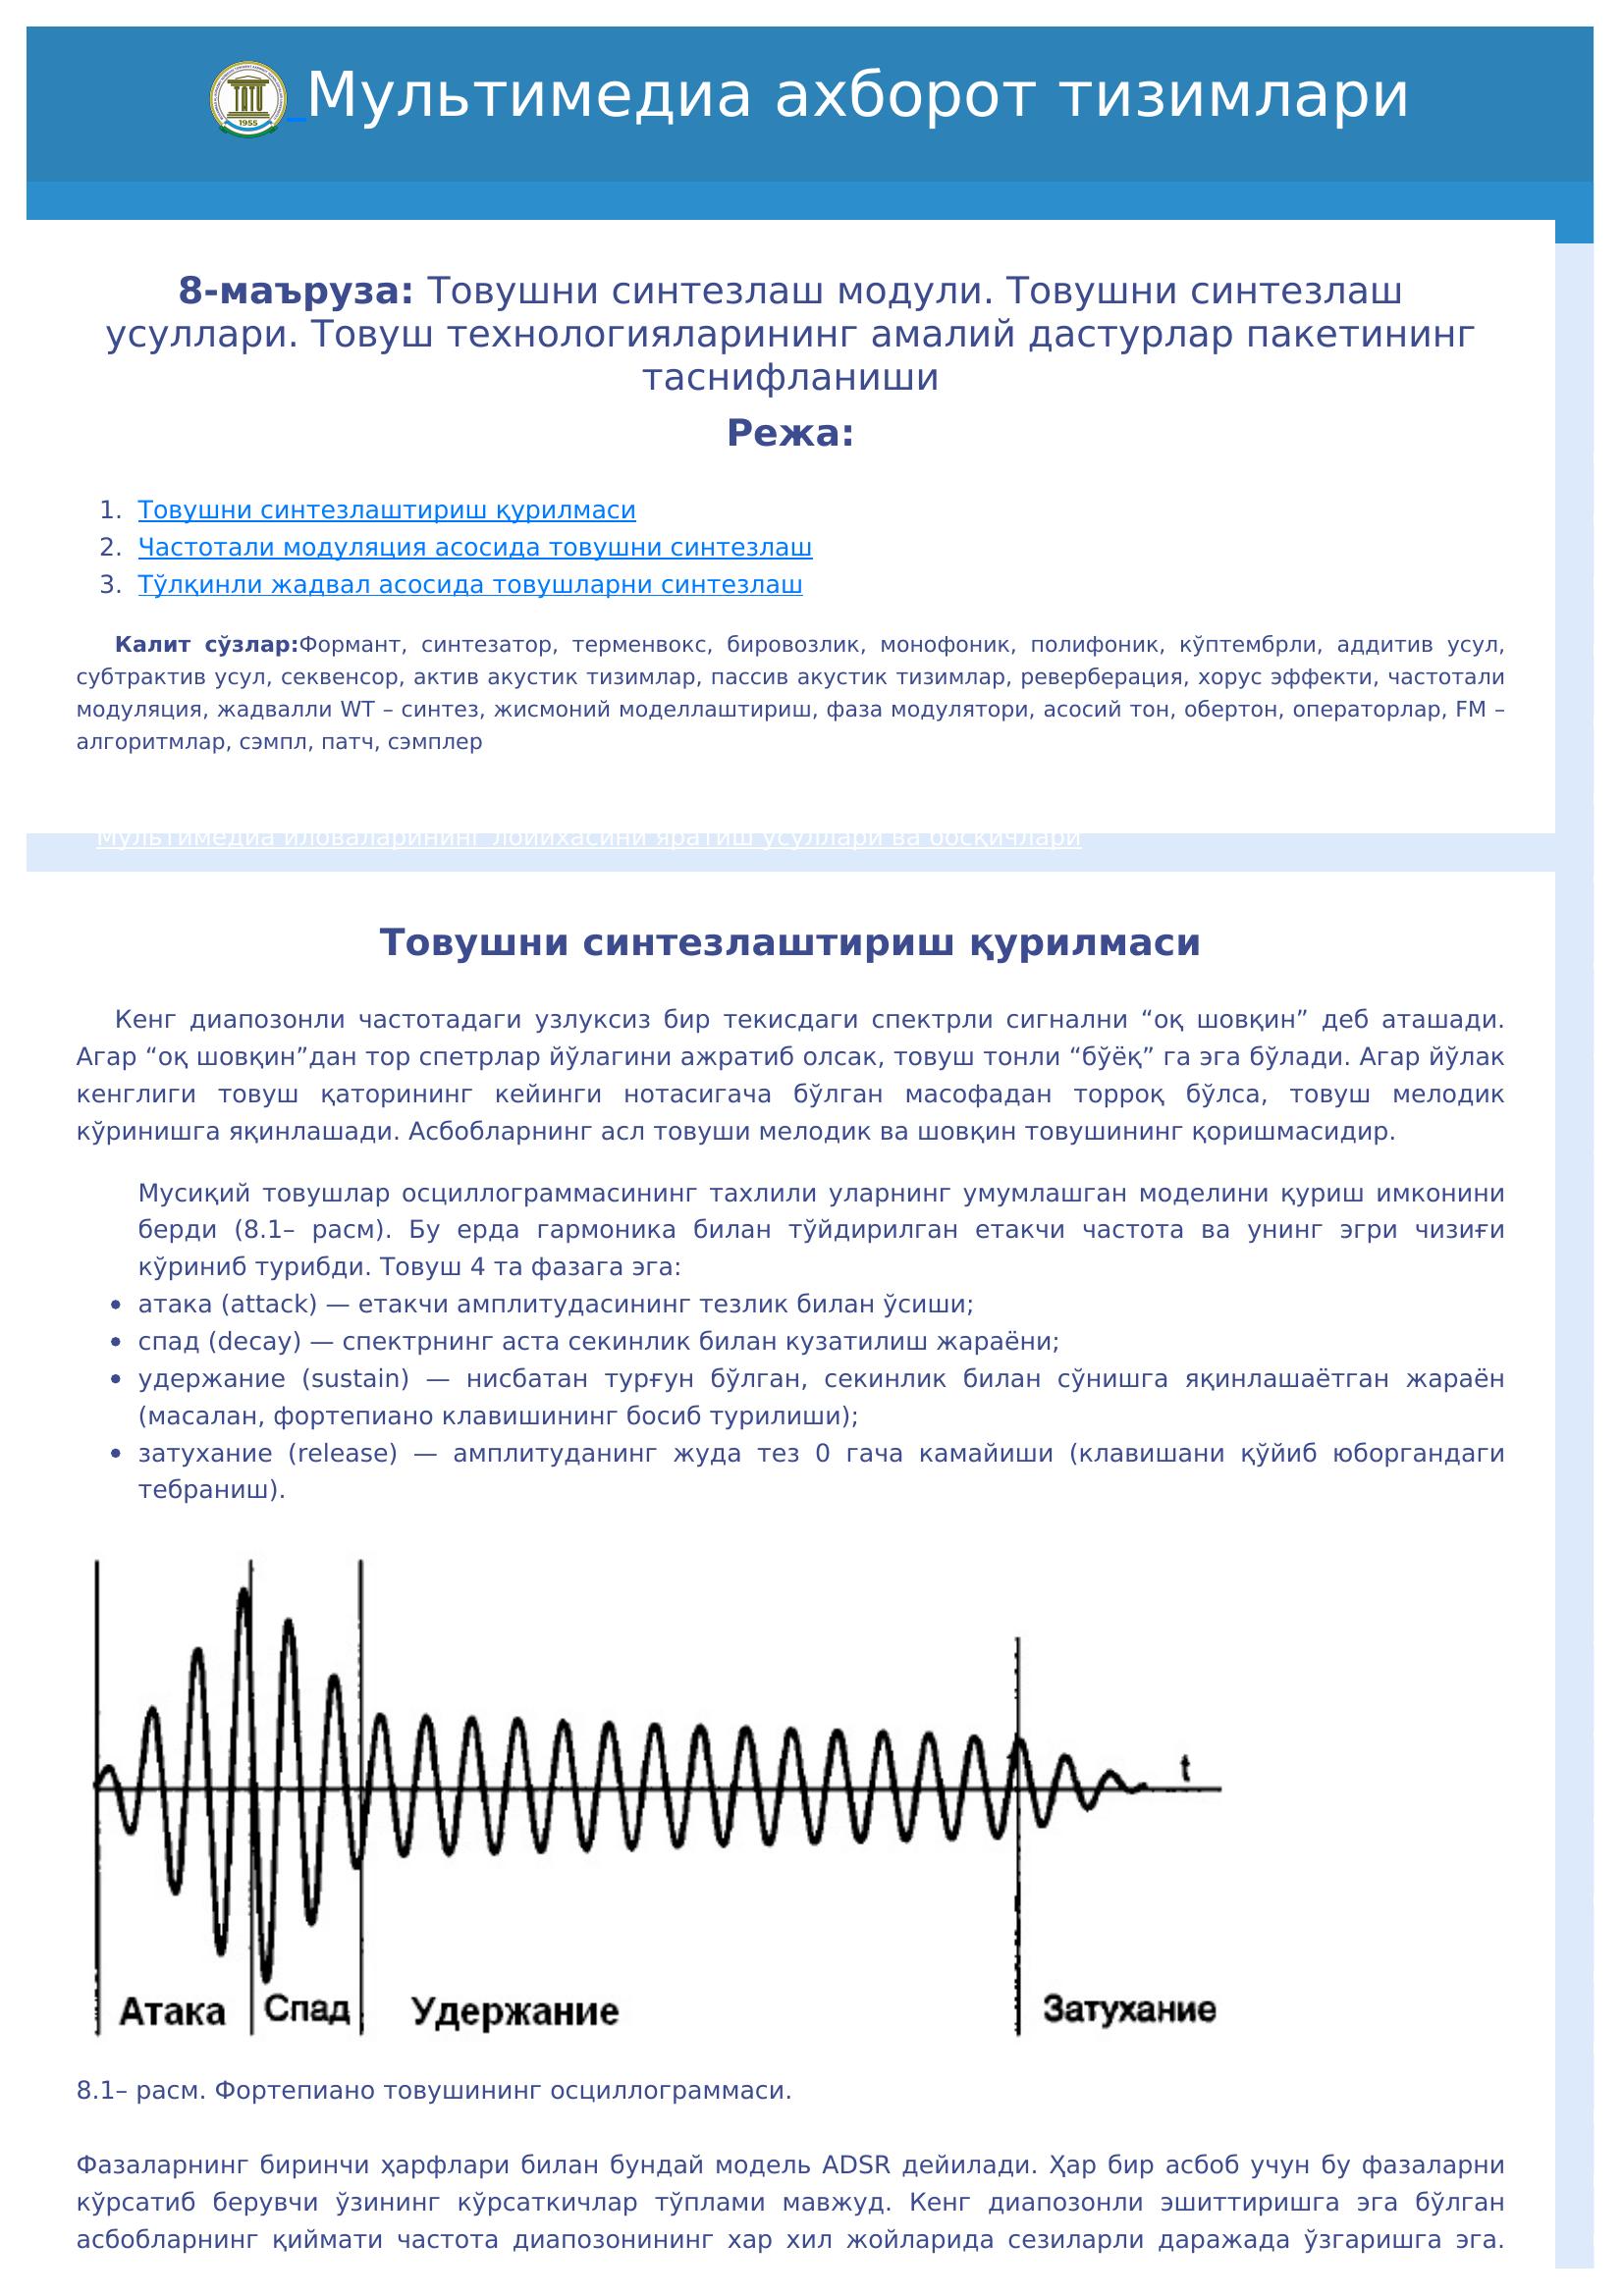 1955
Мультимедиа ахборот тизимлари
8-маъруза: Товушни синтезлаш модули. Товушни синтезлаш
усуллари. Товуш технологияларининг амалий дастурлар пакетининг
таснифланиши
Режа:
1. Товушни синтезлаштириш қурилмаси
2. Частотали модуляция асосида товушни синтезлаш
3. Тўлқинли жадвал асосида товушларни синтезлаш
Калит сўзлар:Формант, синтезатор, терменвокс, бировозлик, монофоник, полифоник, кўптембрли, аддитив усул,
субтрактив усул, секвенсор, актив акустик тизимлар, пассив акустик тизимлар, реверберация, хорус эффекти, частотали
модуляция, жадвалли WT – синтез, жисмоний моделлаштириш, фаза модулятори, асосий тон, обертон, операторлар, FM –
алгоритмлар, сэмпл, патч, сэмплер
Мультимедиа иловаларининг лойиҳасини яратиш усуллари ва босқичлари
Товушни синтезлаштириш қурилмаси
Кенг диапозонли частотадаги узлуксиз бир текисдаги спектрли сигнални “оқ шовқин” деб аташади.
Агар “оқ шовқин”дан тор спетрлар йўлагини ажратиб олсак, товуш тонли “бўёқ” га эга бўлади. Агар йўлак
кенглиги товуш қаторининг кейинги нотасигача бўлган масофадан торроқ бўлса, товуш мелодик
кўринишга яқинлашади. Асбобларнинг асл товуши мелодик ва шовқин товушининг қоришмасидир.
Мусиқий товушлар осциллограммасининг тахлили уларнинг умумлашган моделини қуриш имконини
берди (8.1– расм). Бу ерда гармоника билан тўйдирилган етакчи частота ва унинг эгри чизиғи
кўриниб турибди. Товуш 4 та фазага эга:
• атака (attack) — етакчи амплитудасининг тезлик билан ўсиши;
• спад (decay) — спектрнинг аста секинлик билан кузатилиш жараёни;
• удержание (sustain) — нисбатан турғун бўлган, секинлик билан сўнишга яқинлашаётган жараён
(масалан, фортепиано клавишининг босиб турилиши);
• затухание (release) — амплитуданинг жуда тез 0 гача камайиши (клавишани қўйиб юборгандаги
тебраниш).
t
Атака Спад Удержание Затухание
8.1– расм. Фортепиано товушининг осциллограммаси.
Фазаларнинг биринчи ҳарфлари билан бундай модель ADSR дейилади. Ҳар бир асбоб учун бу фазаларни
кўрсатиб берувчи ўзининг кўрсаткичлар тўплами мавжуд. Кенг диапозонли эшиттиришга эга бўлган
асбобларнинг қиймати частота диапозонининг хар хил жойларида сезиларли даражада ўзгаришга эга.